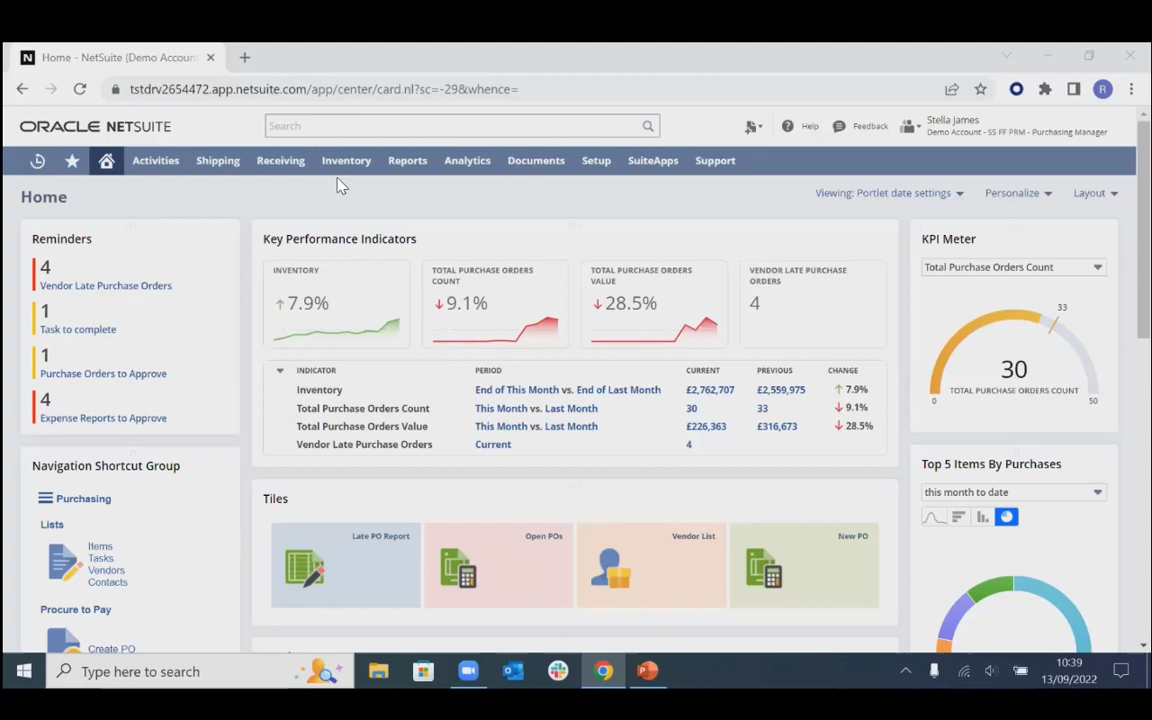 Home - NetSuite (Demo Account
tstdrv2654472.app.netsuite.com/app/center/card.nl?sc=-29&whence=
R
ORACLE NETSUITE
Search
Help
Feedback
Stella James
Demo Account - SS FF PRM - Purchasing Manager
Activities Shipping Receiving Inventory Reports Analytics Documents Setup SuiteApps Support
Home
Viewing: Portlet date settings
Personalize
Layout
Reminders
4
Vendor Late Purchase Orders
1
Task to complete
1
Purchase Orders to Approve
4
Expense Reports to Approve
Navigation Shortcut Group
Purchasing
Lists
Items
Tasks
Vendors
Contacts
Procure to Pay
Create PO
Key Performance Indicators
INVENTORY
7.9%
TOTAL PURCHASE ORDERS
COUNT
9.1%
TOTAL PURCHASE ORDERS
VALUE
28.5%
VENDOR LATE PURCHASE
ORDERS
4
INDICATOR PERIOD CURRENT PREVIOUS CHANGE
Inventory End of This Month vs. End of Last Month £2,762,707 £2,559,975 7.9%
Total Purchase Orders Count This Month vs. Last Month 30 33 9.1%
Total Purchase Orders Value This Month vs. Last Month £226,363 £316,673 28.5%
Vendor Late Purchase Orders Current 4
Tiles
Late PO Report
Open POs
Vendor List
New PO
KPI Meter
Total Purchase Orders Count
33
30
TOTAL PURCHASE ORDERS COUNT
0
50
Top 5 Items By Purchases
this month to date
Type here to search
10:39
13/09/2022